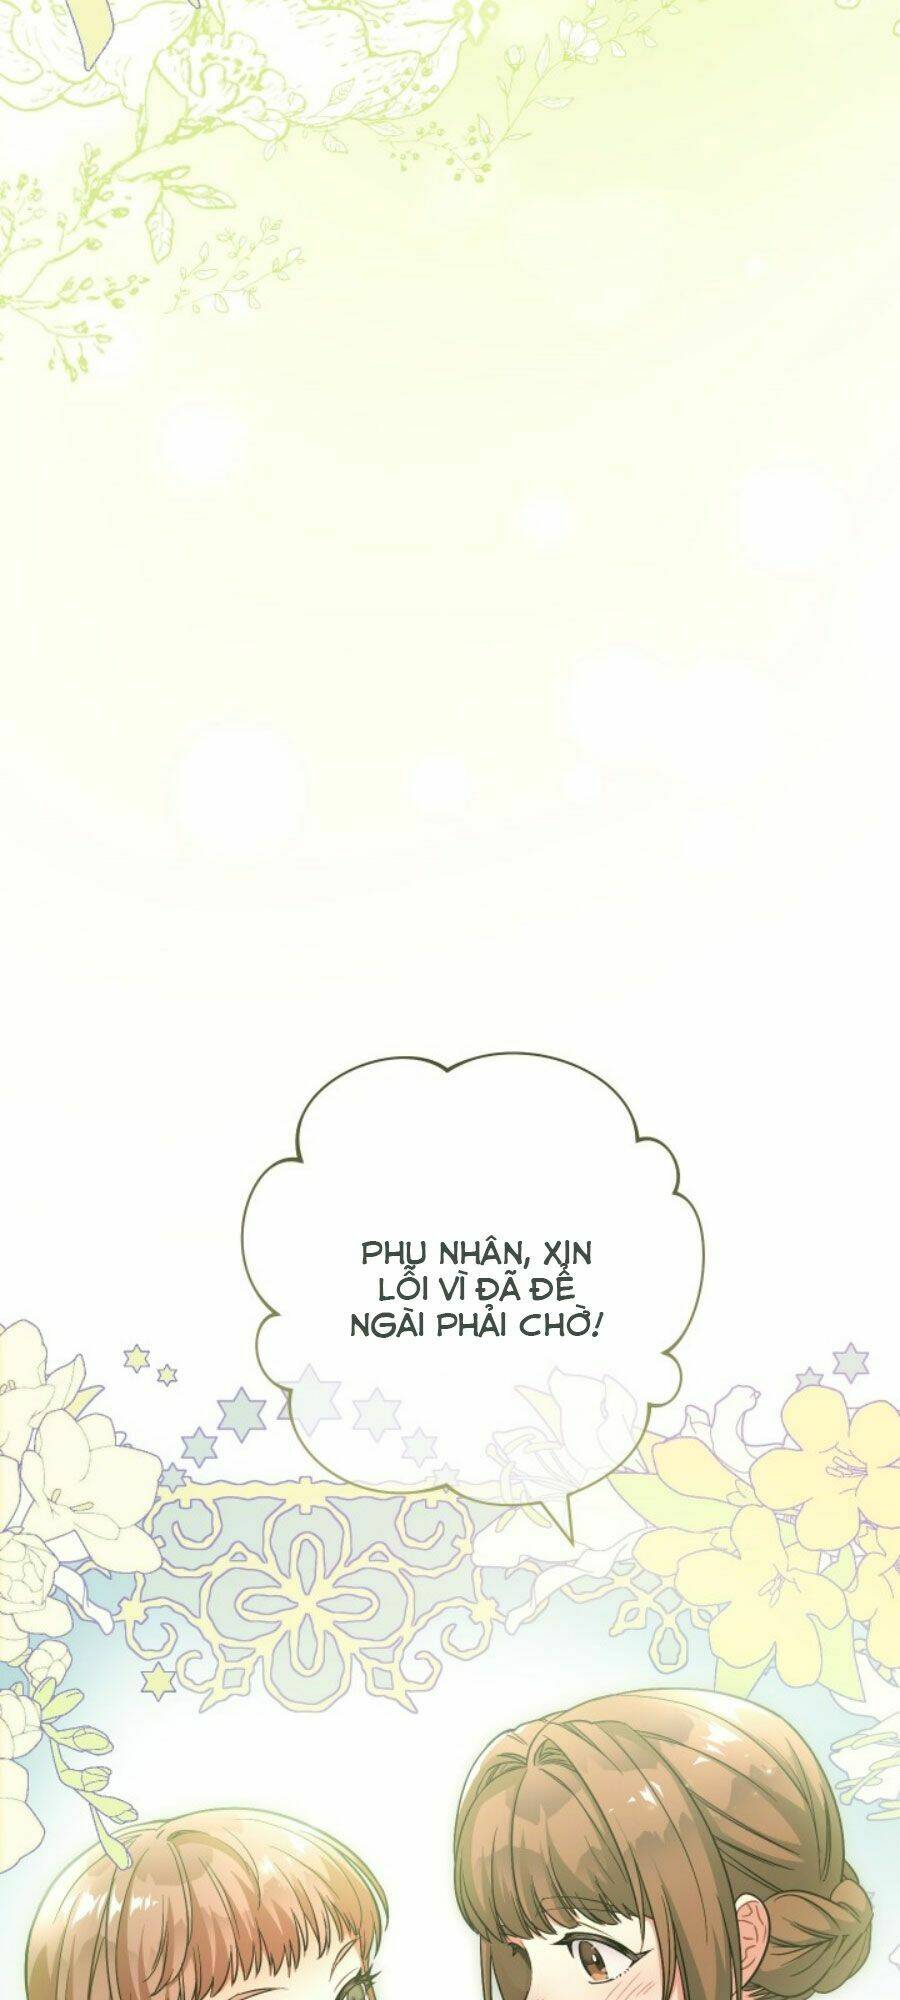 PHU NHÂN, XIN
LỖI VÌ ĐÃ ĐỂ
NGÀI PHẢI CHỜ!